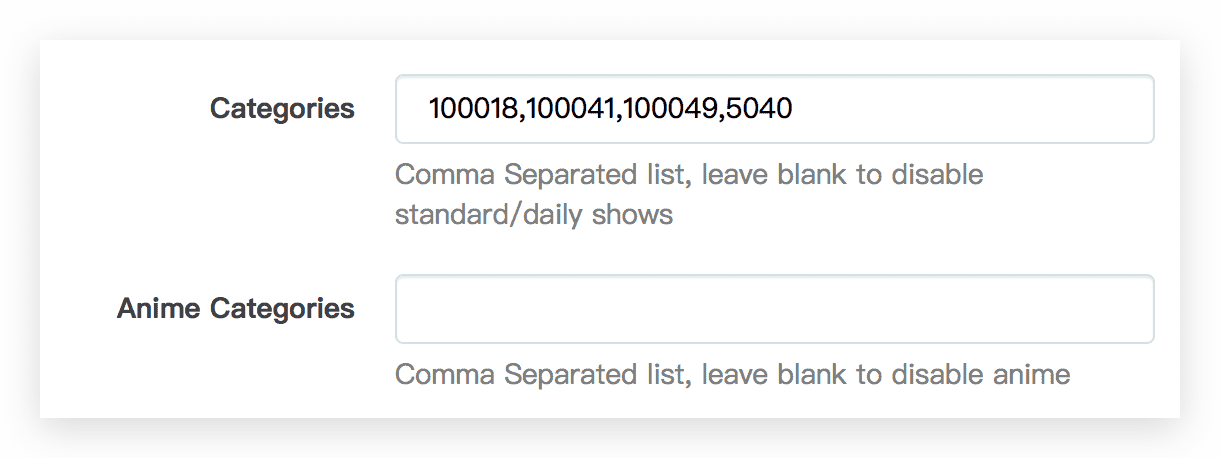 Categories
100018,100041,100049,5040
Comma Separated list, leave blank to disable
standard/daily shows
Anime Categories
Comma Separated list, leave blank to disable anime